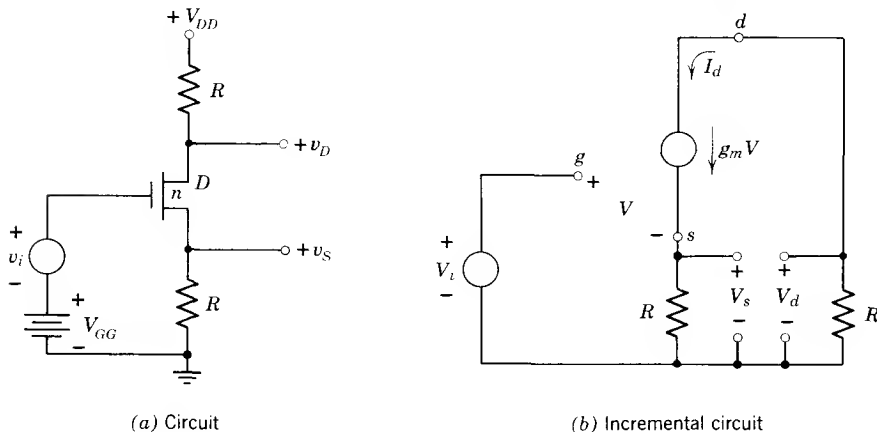 + V_DD
R
+ v_D
D
n
+ v_S
+
v_i
−
+
V_GG
−
R
(a) Circuit
d
I_d
g_m V
g
+
V
− s
+
V_i
−
R
+
V_s
−
+
V_d
−
R
(b) Incremental circuit